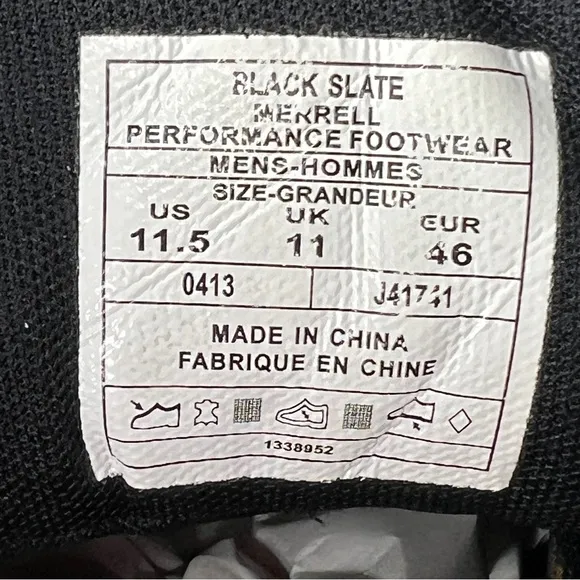 BLACK SLATE
MERRELL
PERFORMANCE FOOTWEAR
MENS-HOMMES
SIZE-GRANDEUR
US UK EUR
11.5 11 46
0413 J41741
MADE IN CHINA
FABRIQUE EN CHINE
1338952